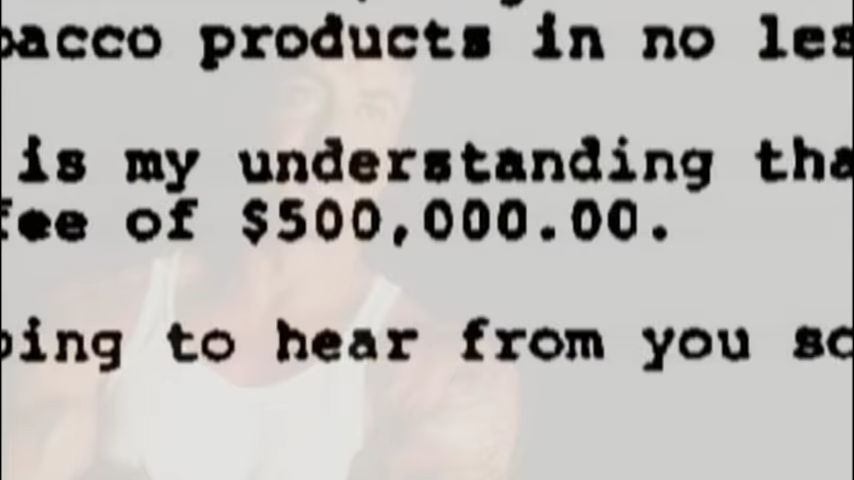 bacco products in no les
is my understanding tha
fee of $500,000.00.
ping to hear from you so